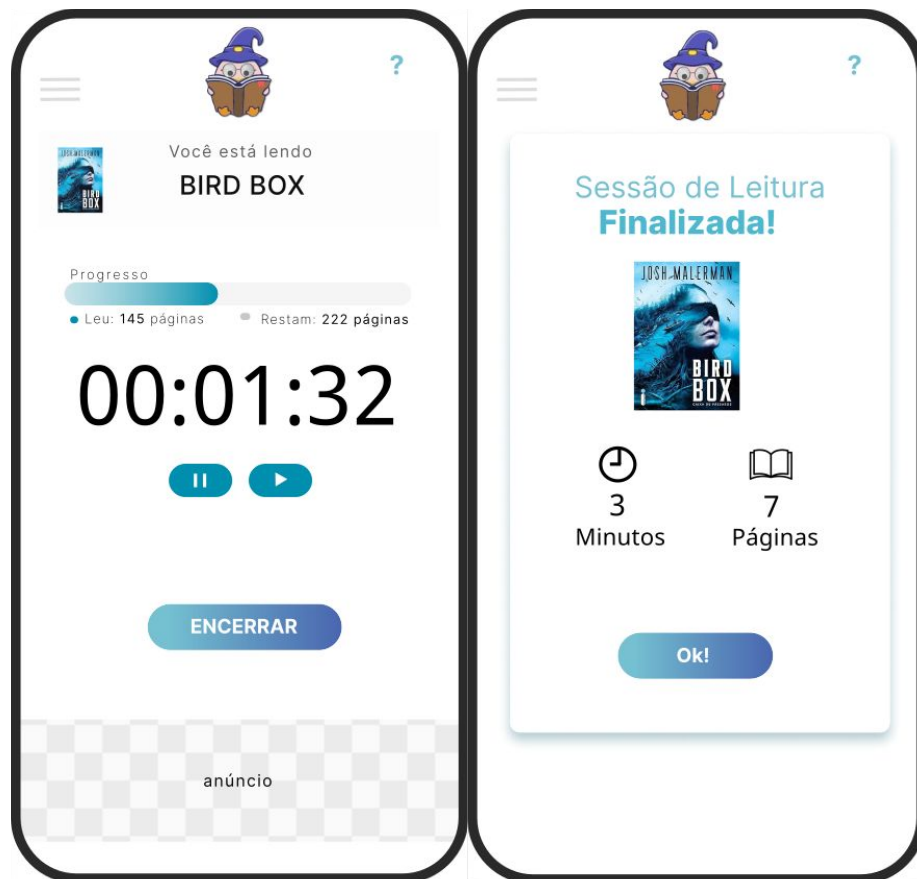 ?
JOSH MALERMAN
BIRD
BOX
Você está lendo
BIRD BOX
Progresso
Leu: 145 páginas
Restam: 222 páginas
00:01:32
ENCERRAR
anúncio
?
Sessão de Leitura
Finalizada!
JOSH MALERMAN
BIRD
BOX
3
Minutos
7
Páginas
Ok!